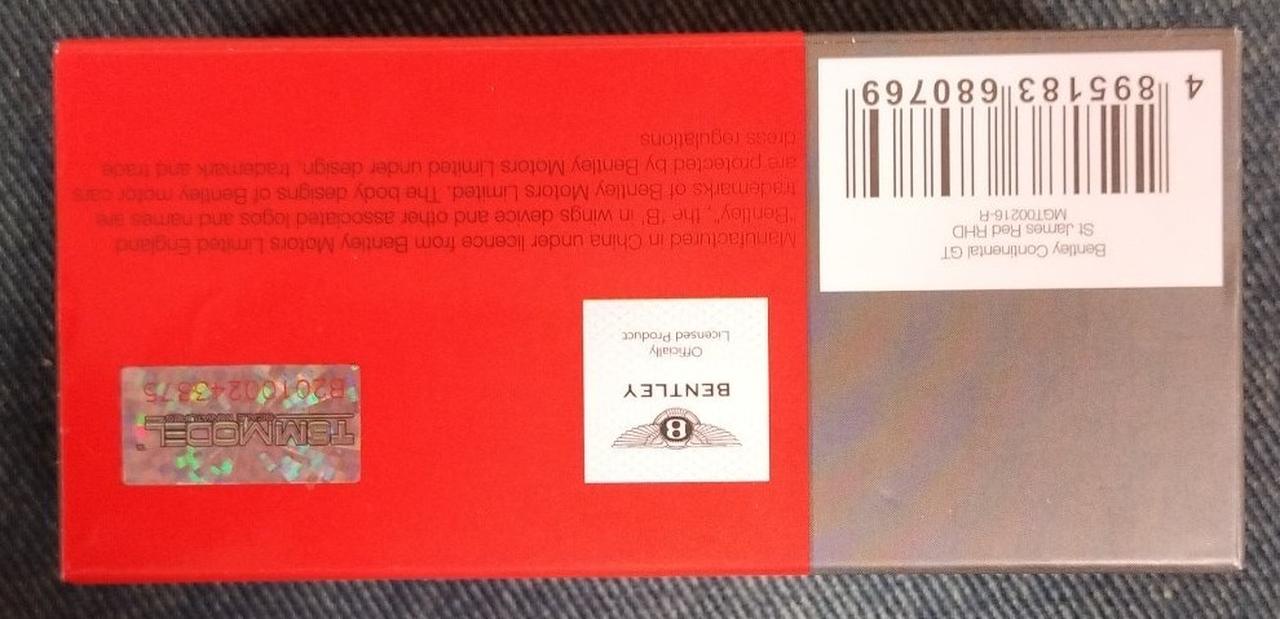 Bentley Continental GT
St James Red RHD
MGT00216-R
4 895183 680769
BENTLEY
Officially
Licensed Product
TSMMODEL
B20100243875
Manufactured in China under licence from Bentley Motors Limited England
"Bentley", the 'B' in wings device and other associated logos and names are
trademarks of Bentley Motors Limited. The body designs of Bentley motor cars
are protected by Bentley Motors Limited under design, trademark and trade
dress regulations